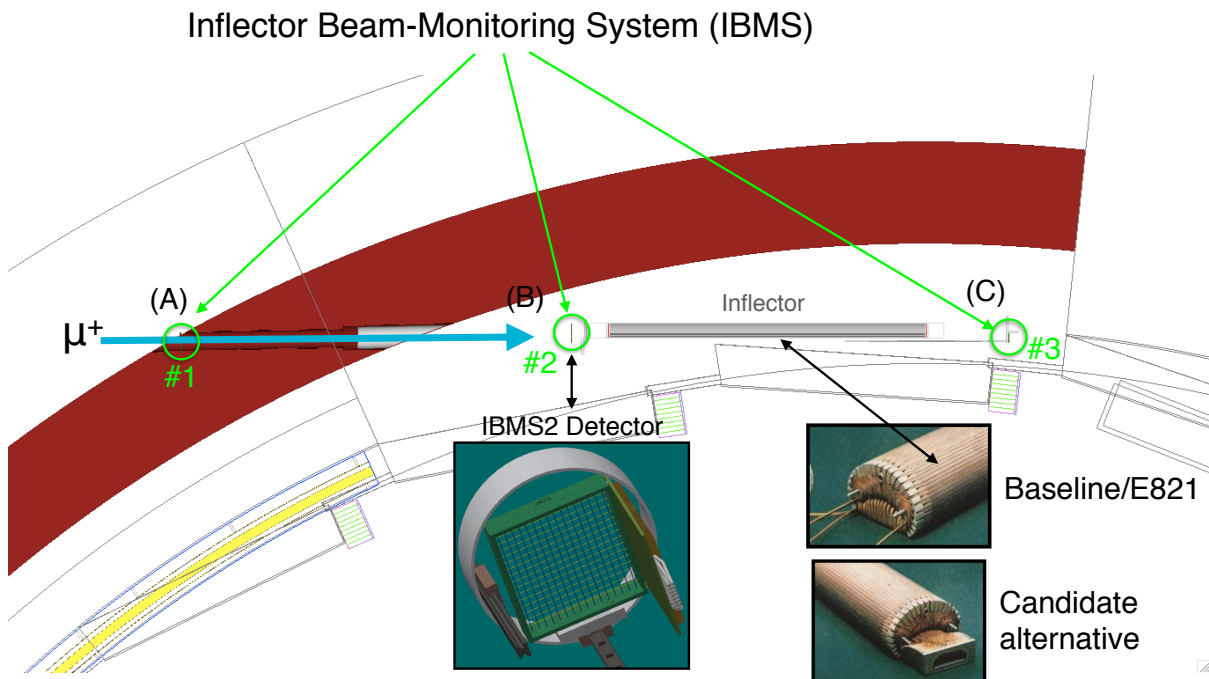 Inflector Beam-Monitoring System (IBMS)
(A)
(B)
(C)
Inflector
μ+
#1
#2
#3
IBMS2 Detector
Baseline/E821
Candidate
alternative